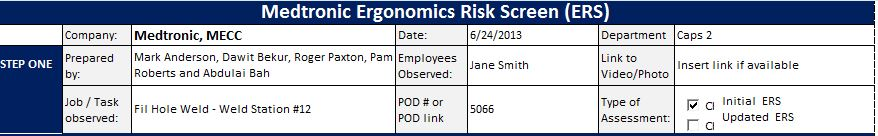 Medtronic Ergonomics Risk Screen (ERS)
Company: Medtronic, MECC Date: 6/24/2013 Department Caps 2
STEP ONE Prepared by: Mark Anderson, Dawit Bekur, Roger Paxton, Pam Roberts and Abdulai Bah Employees Observed: Jane Smith Link to Video/Photo Insert link if available
Job / Task observed: Fil Hole Weld - Weld Station #12 POD # or POD link 5066 Type of Assessment: Initial ERS
Updated ERS